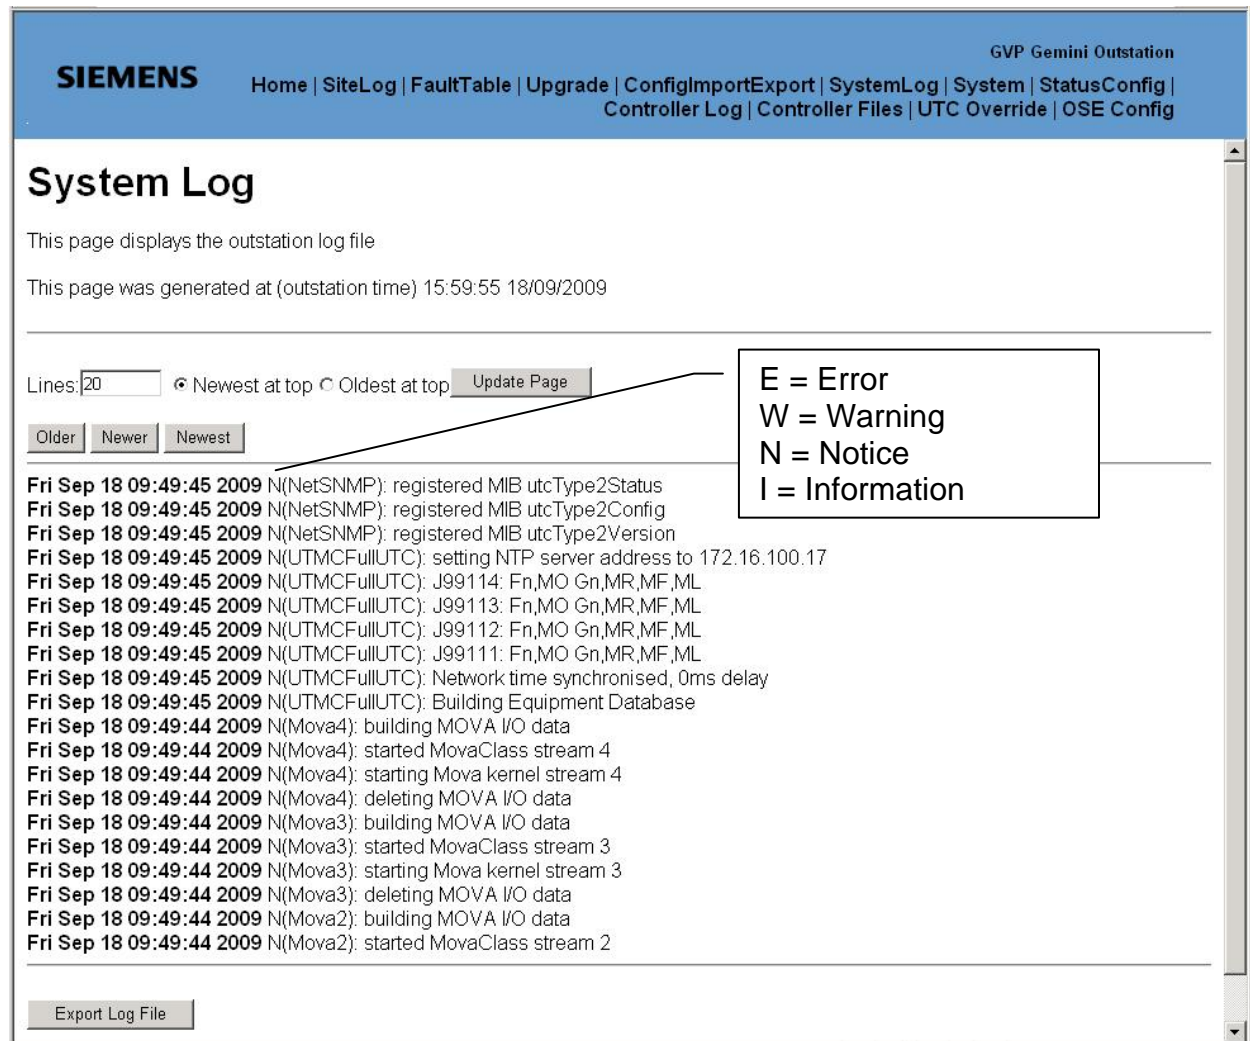 GVP Gemini Outstation
SIEMENS
Home | SiteLog | FaultTable | Upgrade | ConfigImportExport | SystemLog | System | StatusConfig |
Controller Log | Controller Files | UTC Override | OSE Config
System Log
This page displays the outstation log file
This page was generated at (outstation time) 15:59:55 18/09/2009
Lines: 20 Newest at top Oldest at top Update Page
Older Newer Newest
E = Error
W = Warning
N = Notice
I = Information
Fri Sep 18 09:49:45 2009 N(NetSNMP): registered MIB utcType2Status
Fri Sep 18 09:49:45 2009 N(NetSNMP): registered MIB utcType2Config
Fri Sep 18 09:49:45 2009 N(NetSNMP): registered MIB utcType2Version
Fri Sep 18 09:49:45 2009 N(UTMCFullUTC): setting NTP server address to 172.16.100.17
Fri Sep 18 09:49:45 2009 N(UTMCFullUTC): J99114: Fn,MO Gn,MR,MF,ML
Fri Sep 18 09:49:45 2009 N(UTMCFullUTC): J99113: Fn,MO Gn,MR,MF,ML
Fri Sep 18 09:49:45 2009 N(UTMCFullUTC): J99112: Fn,MO Gn,MR,MF,ML
Fri Sep 18 09:49:45 2009 N(UTMCFullUTC): J99111: Fn,MO Gn,MR,MF,ML
Fri Sep 18 09:49:45 2009 N(UTMCFullUTC): Network time synchronised, 0ms delay
Fri Sep 18 09:49:45 2009 N(UTMCFullUTC): Building Equipment Database
Fri Sep 18 09:49:44 2009 N(Mova4): building MOVA I/O data
Fri Sep 18 09:49:44 2009 N(Mova4): started MovaClass stream 4
Fri Sep 18 09:49:44 2009 N(Mova4): starting Mova kernel stream 4
Fri Sep 18 09:49:44 2009 N(Mova4): deleting MOVA I/O data
Fri Sep 18 09:49:44 2009 N(Mova3): building MOVA I/O data
Fri Sep 18 09:49:44 2009 N(Mova3): started MovaClass stream 3
Fri Sep 18 09:49:44 2009 N(Mova3): starting Mova kernel stream 3
Fri Sep 18 09:49:44 2009 N(Mova3): deleting MOVA I/O data
Fri Sep 18 09:49:44 2009 N(Mova2): building MOVA I/O data
Fri Sep 18 09:49:44 2009 N(Mova2): started MovaClass stream 2
Export Log File